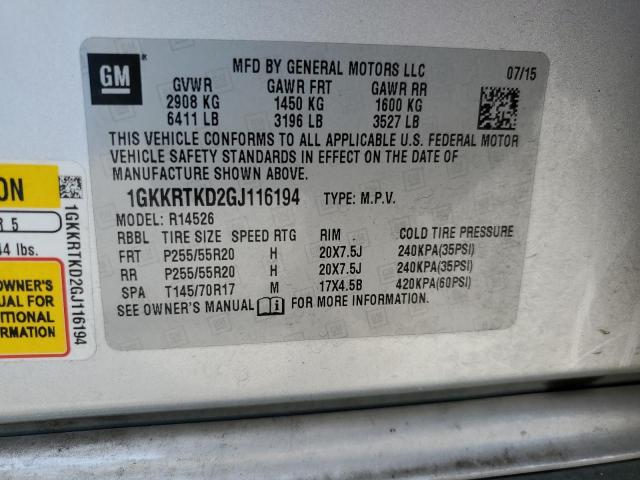 GM
MFD BY GENERAL MOTORS LLC 07/15
GVWR GAWR FRT GAWR RR
2908 KG 1450 KG 1600 KG
6411 LB 3196 LB 3527 LB
THIS VEHICLE CONFORMS TO ALL APPLICABLE U.S. FEDERAL MOTOR
VEHICLE SAFETY STANDARDS IN EFFECT ON THE DATE OF
MANUFACTURE SHOWN ABOVE.
1GKKRTKD2GJ116194 TYPE: M.P.V.
MODEL: R14526
RBBL TIRE SIZE SPEED RTG RIM COLD TIRE PRESSURE
FRT P255/55R20 H 20X7.5J 240KPA(35PSI)
RR P255/55R20 H 20X7.5J 240KPA(35PSI)
SPA T145/70R17 M 17X4.5B 420KPA(60PSI)
SEE OWNER'S MANUAL FOR MORE INFORMATION.
ON
R 5
4 lbs.
OWNER'S
UAL FOR
TIONAL
MATION
1GKKRTKD2GJ116194